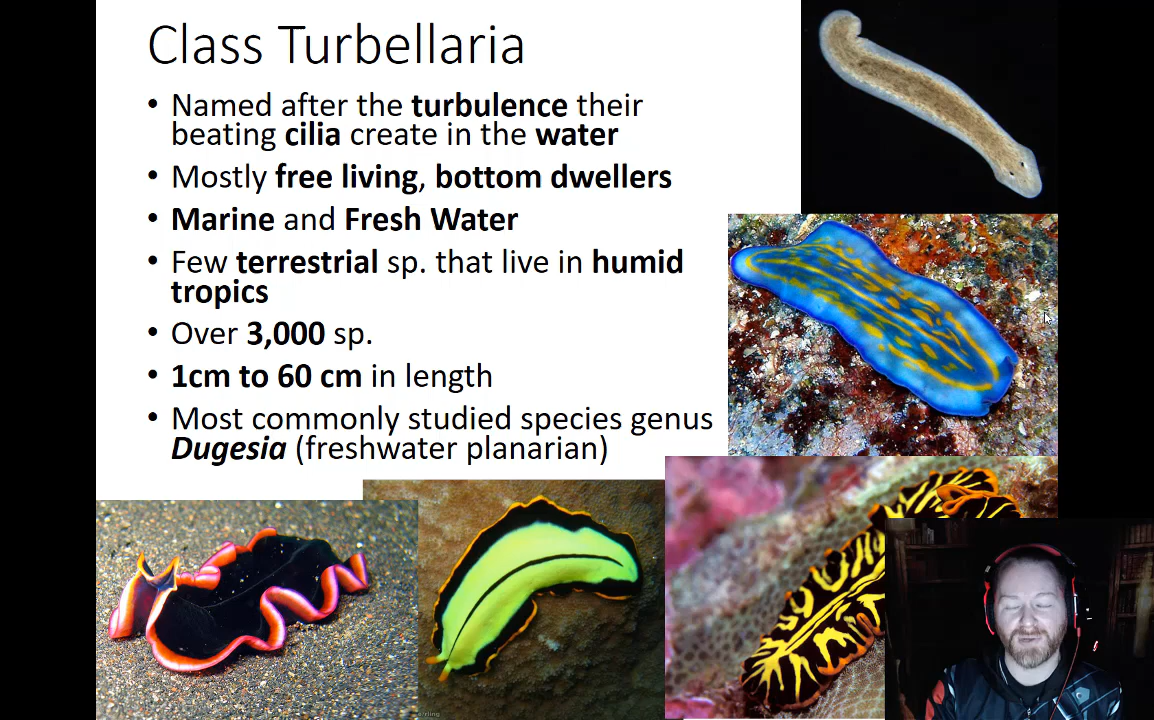 Class Turbellaria
• Named after the turbulence their
beating cilia create in the water
• Mostly free living, bottom dwellers
• Marine and Fresh Water
• Few terrestrial sp. that live in humid
tropics
• Over 3,000 sp.
• 1cm to 60 cm in length
• Most commonly studied species genus
Dugesia (freshwater planarian)